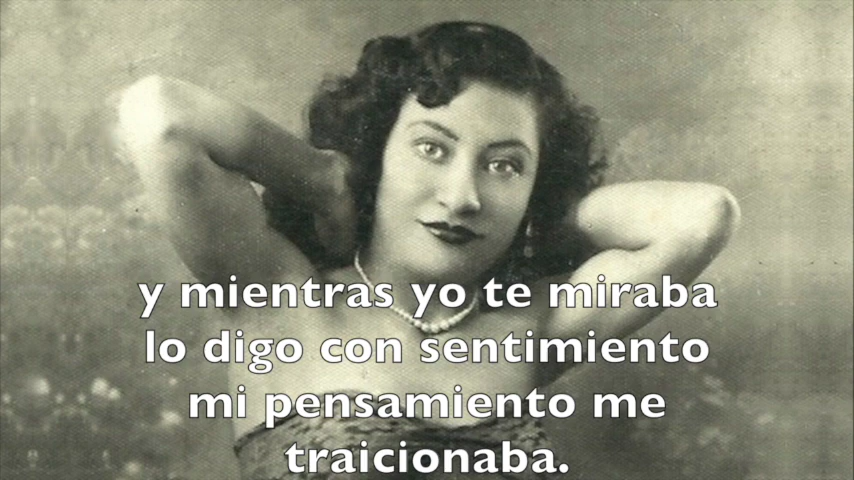 y mientras yo te miraba
lo digo con sentimiento
mi pensamiento me
traicionaba.